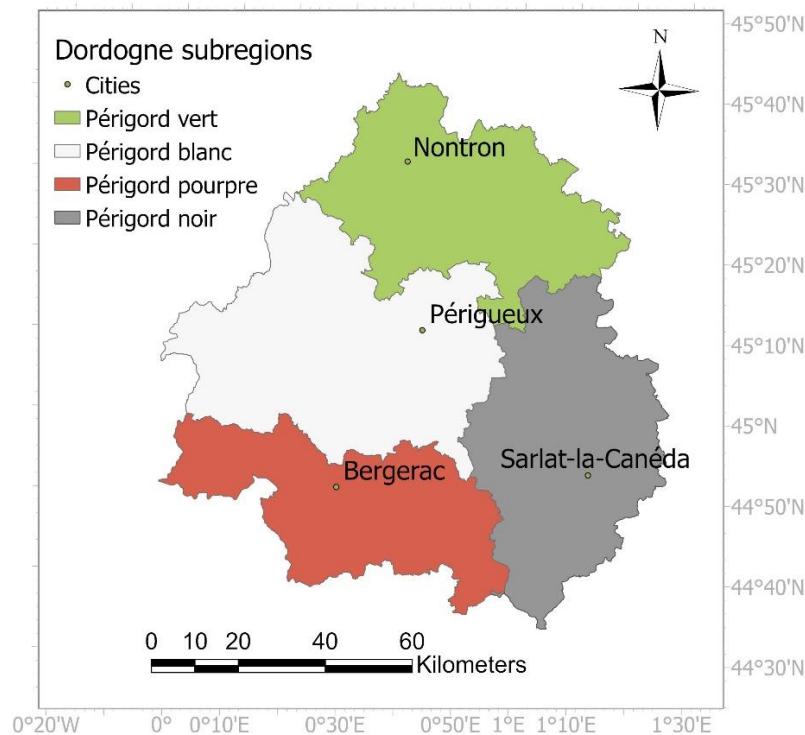 Dordogne subregions
Cities
Périgord vert
Périgord blanc
Périgord pourpre
Périgord noir
N
Nontron
Périgueux
Sarlat-la-Canéda
Bergerac
0 10 20 40 60
Kilometers
45°50'N
45°40'N
45°30'N
45°20'N
45°10'N
45°N
44°50'N
44°40'N
44°30'N
0°20'W 0° 0°10'E 0°30'E 0°50'E 1°E 1°10'E 1°30'E